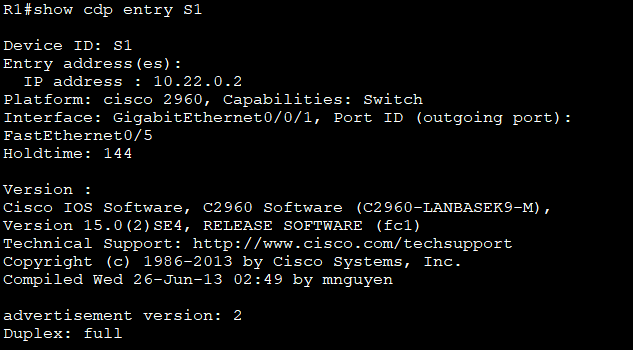 R1#show cdp entry S1
Device ID: S1
Entry address(es):
  IP address : 10.22.0.2
Platform: cisco 2960, Capabilities: Switch
Interface: GigabitEthernet0/0/1, Port ID (outgoing port):
FastEthernet0/5
Holdtime: 144
Version :
Cisco IOS Software, C2960 Software (C2960-LANBASEK9-M),
Version 15.0(2)SE4, RELEASE SOFTWARE (fc1)
Technical Support: http://www.cisco.com/techsupport
Copyright (c) 1986-2013 by Cisco Systems, Inc.
Compiled Wed 26-Jun-13 02:49 by mnguyen
advertisement version: 2
Duplex: full